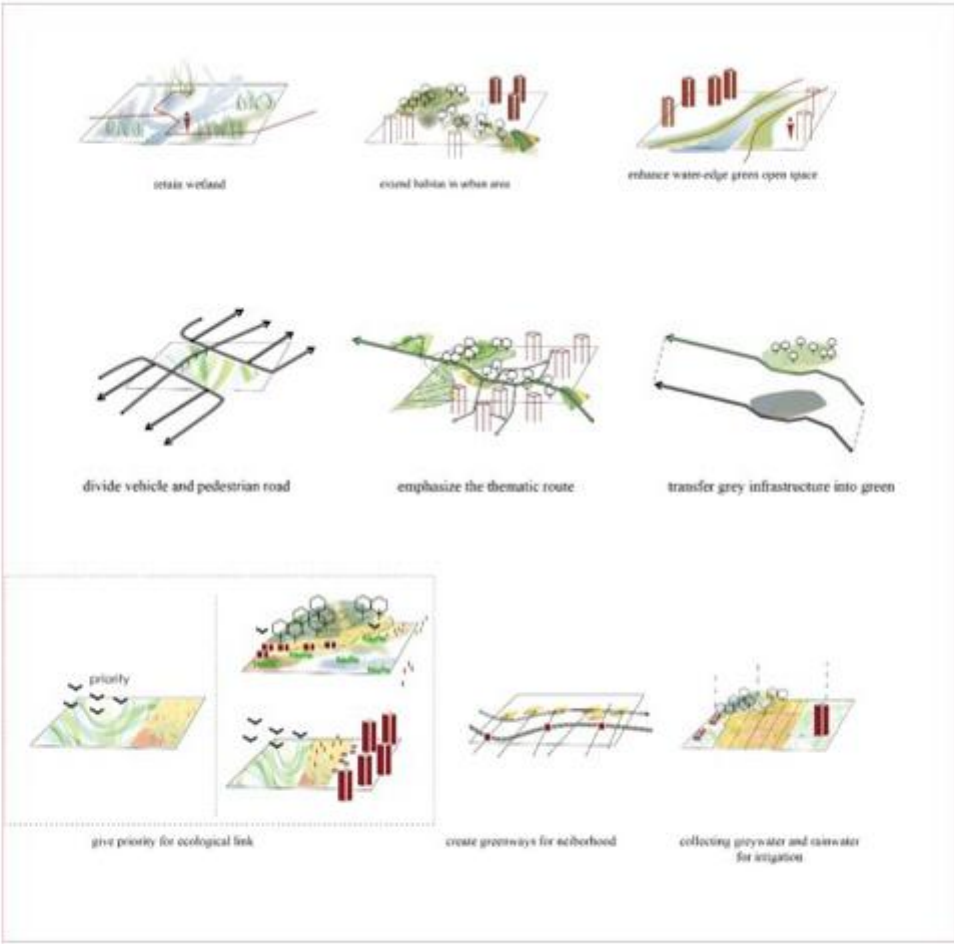 retain wetland
extend habitas in urban area
enhance water-edge green open space
divide vehicle and pedestrian road
emphasize the thematic route
transfer grey infrastructure into green
priority
give priority for ecological link
create greenways for neiborhood
collecting greywater and rainwater
for irrigation